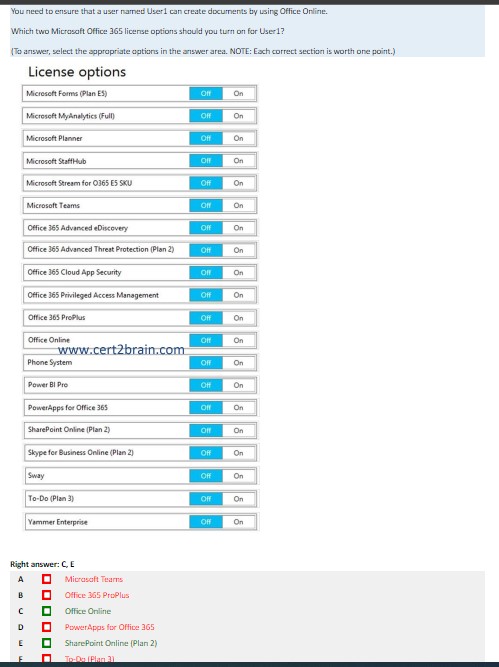 You need to ensure that a user named User1 can create documents by using Office Online.
Which two Microsoft Office 365 license options should you turn on for User1?
(To answer, select the appropriate options in the answer area. NOTE: Each correct section is worth one point.)
License options
Microsoft Forms (Plan E5) Off On
Microsoft MyAnalytics (Full) Off On
Microsoft Planner Off On
Microsoft StaffHub Off On
Microsoft Stream for O365 E5 SKU Off On
Microsoft Teams Off On
Office 365 Advanced eDiscovery Off On
Office 365 Advanced Threat Protection (Plan 2) Off On
Office 365 Cloud App Security Off On
Office 365 Privileged Access Management Off On
Office 365 ProPlus Off On
Office Online Off On
www.cert2brain.com
Phone System Off On
Power BI Pro Off On
PowerApps for Office 365 Off On
SharePoint Online (Plan 2) Off On
Skype for Business Online (Plan 2) Off On
Sway Off On
To-Do (Plan 3) Off On
Yammer Enterprise Off On
Right answer: C, E
A Microsoft Teams
B Office 365 ProPlus
C Office Online
D PowerApps for Office 365
E SharePoint Online (Plan 2)
F To-Do (Plan 3)